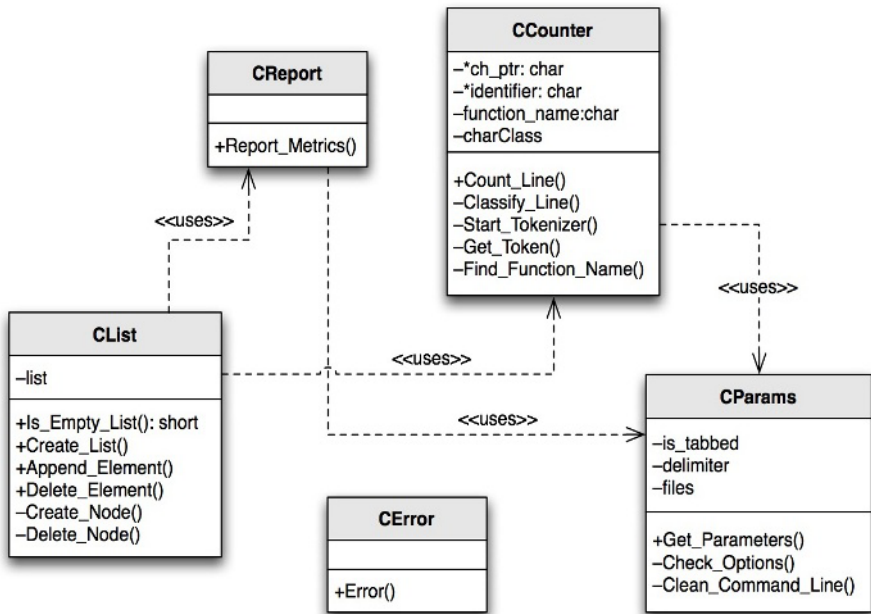 CCounter
–*ch_ptr: char
–*identifier: char
–function_name:char
–charClass
+Count_Line()
–Classify_Line()
–Start_Tokenizer()
–Get_Token()
–Find_Function_Name()
CReport
+Report_Metrics()
<<uses>>
<<uses>>
CList
–list
+Is_Empty_List(): short
+Create_List()
+Append_Element()
+Delete_Element()
–Create_Node()
–Delete_Node()
<<uses>>
<<uses>>
CParams
–is_tabbed
–delimiter
–files
+Get_Parameters()
–Check_Options()
–Clean_Command_Line()
CError
+Error()